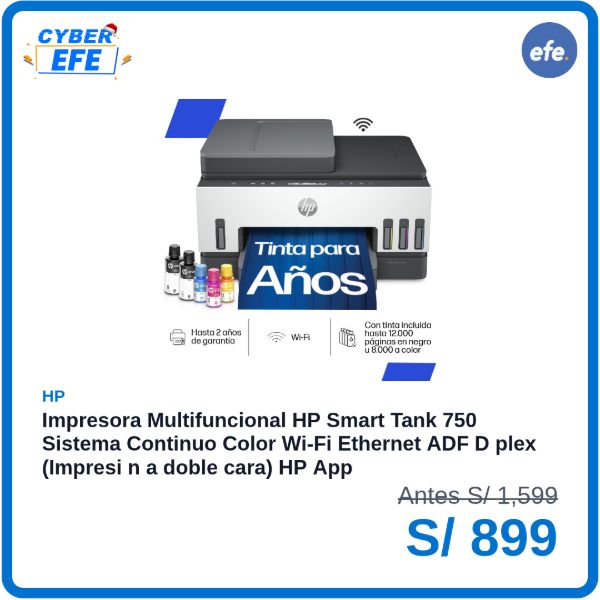 CYBER
EFE
efe.
hp
Tinta para
Años
Hasta 2 años
de garantía
Wi-Fi
Con tinta incluida
hasta 12.000
páginas en negro
u 8.000 a color
HP
Impresora Multifuncional HP Smart Tank 750
Sistema Continuo Color Wi-Fi Ethernet ADF D plex
(Impresi n a doble cara) HP App
Antes S/ 1,599
S/ 899